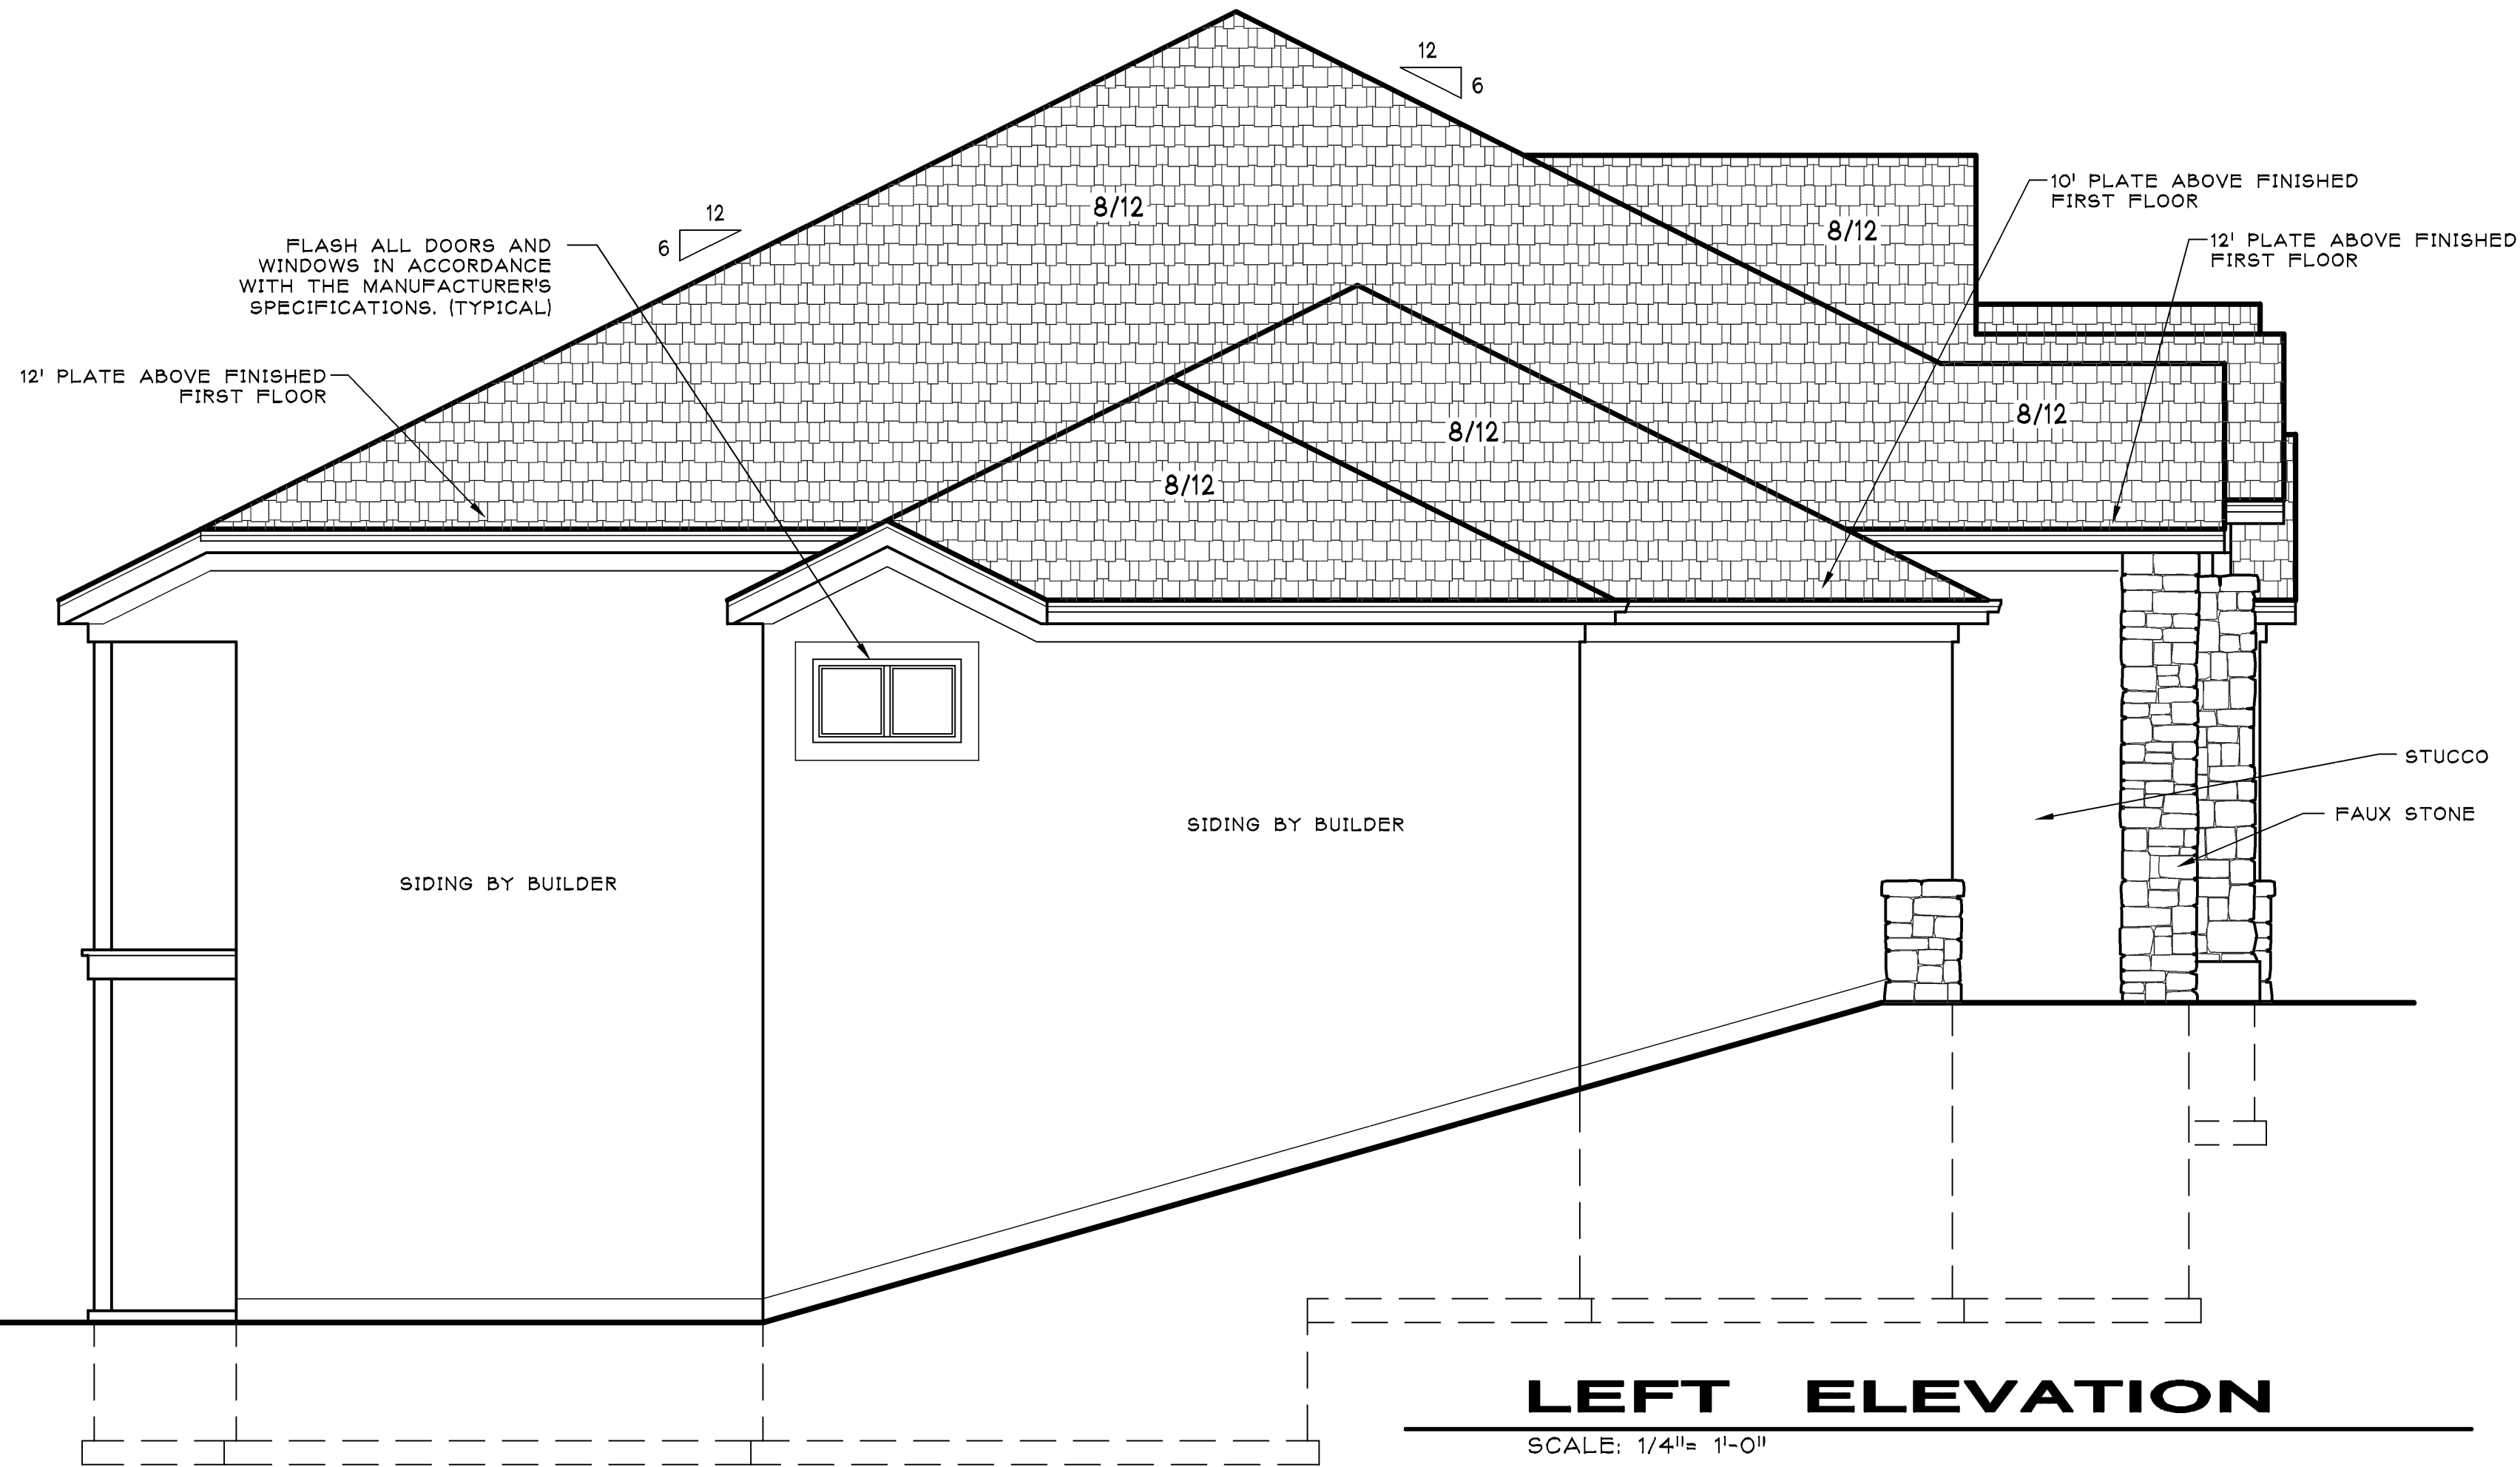 12
6
12
6
8/12
8/12
10' PLATE ABOVE FINISHED
FIRST FLOOR
12' PLATE ABOVE FINISHED
FIRST FLOOR
FLASH ALL DOORS AND
WINDOWS IN ACCORDANCE
WITH THE MANUFACTURER'S
SPECIFICATIONS. (TYPICAL)
12' PLATE ABOVE FINISHED
FIRST FLOOR
8/12
8/12
8/12
STUCCO
FAUX STONE
SIDING BY BUILDER
SIDING BY BUILDER
LEFT ELEVATION
SCALE: 1/4"= 1'-0"